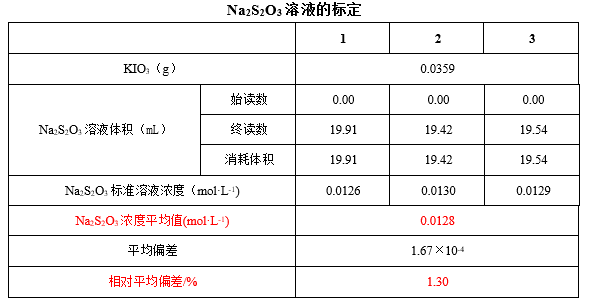 Na2S2O3 溶液的标定
1 2 3
KIO3（g） 0.0359
始读数 0.00 0.00 0.00
Na2S2O3 溶液体积（mL） 终读数 19.91 19.42 19.54
消耗体积 19.91 19.42 19.54
Na2S2O3 标准溶液浓度（mol·L-1) 0.0126 0.0130 0.0129
Na2S2O3 浓度平均值(mol·L-1) 0.0128
平均偏差 1.67×10-4
相对平均偏差/% 1.30